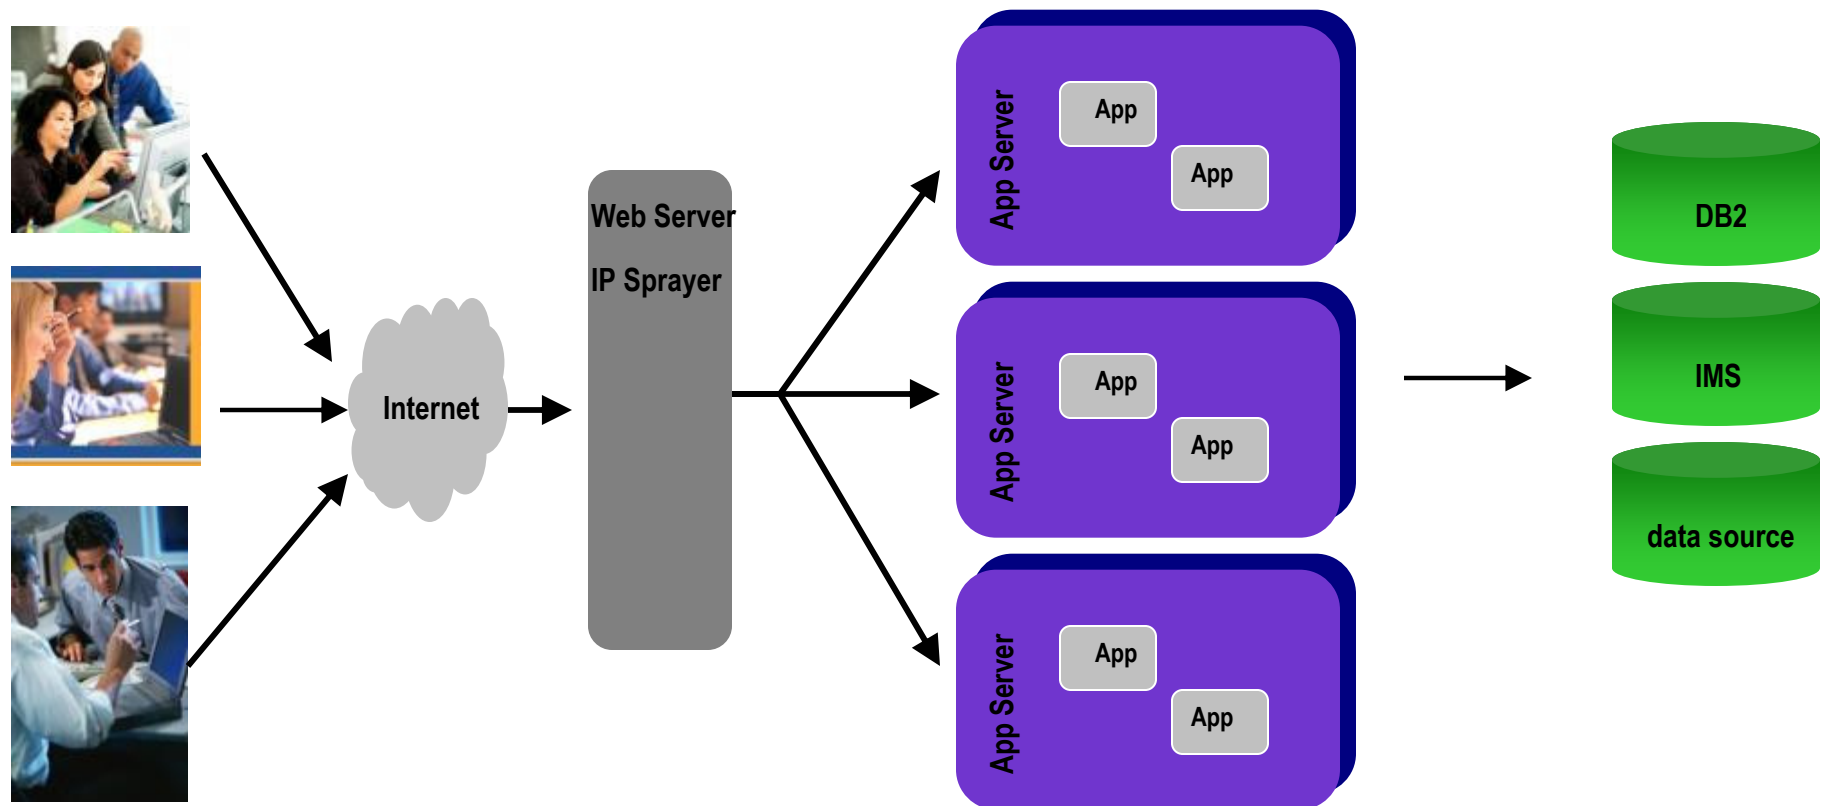 Internet
Web Server
IP Sprayer
App Server
App
App
App Server
App
App
App Server
App
App
DB2
IMS
data source